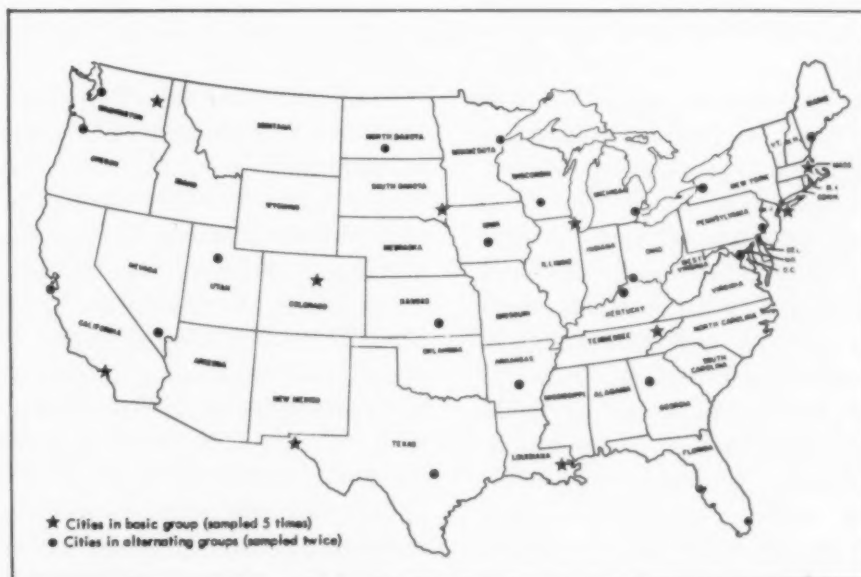 WASHINGTON
MONTANA
NORTH DAKOTA
MINNESOTA
MAINE
VT.
N.H.
OREGON
IDAHO
SOUTH DAKOTA
WISCONSIN
MICHIGAN
NEW YORK
MASS
R.I.
CONN.
WYOMING
IOWA
PENNSYLVANIA
N.J.
NEVADA
NEBRASKA
ILLINOIS
INDIANA
OHIO
WEST
VIRGINIA
DEL.
MD.
D.C.
UTAH
COLORADO
KANSAS
MISSOURI
KENTUCKY
VIRGINIA
CALIFORNIA
ARIZONA
NEW MEXICO
OKLAHOMA
ARKANSAS
TENNESSEE
NORTH CAROLINA
SOUTH
CAROLINA
MISSISSIPPI
ALABAMA
GEORGIA
TEXAS
LOUISIANA
FLORIDA
Cities in basic group (sampled 5 times)
Cities in alternating groups (sampled twice)